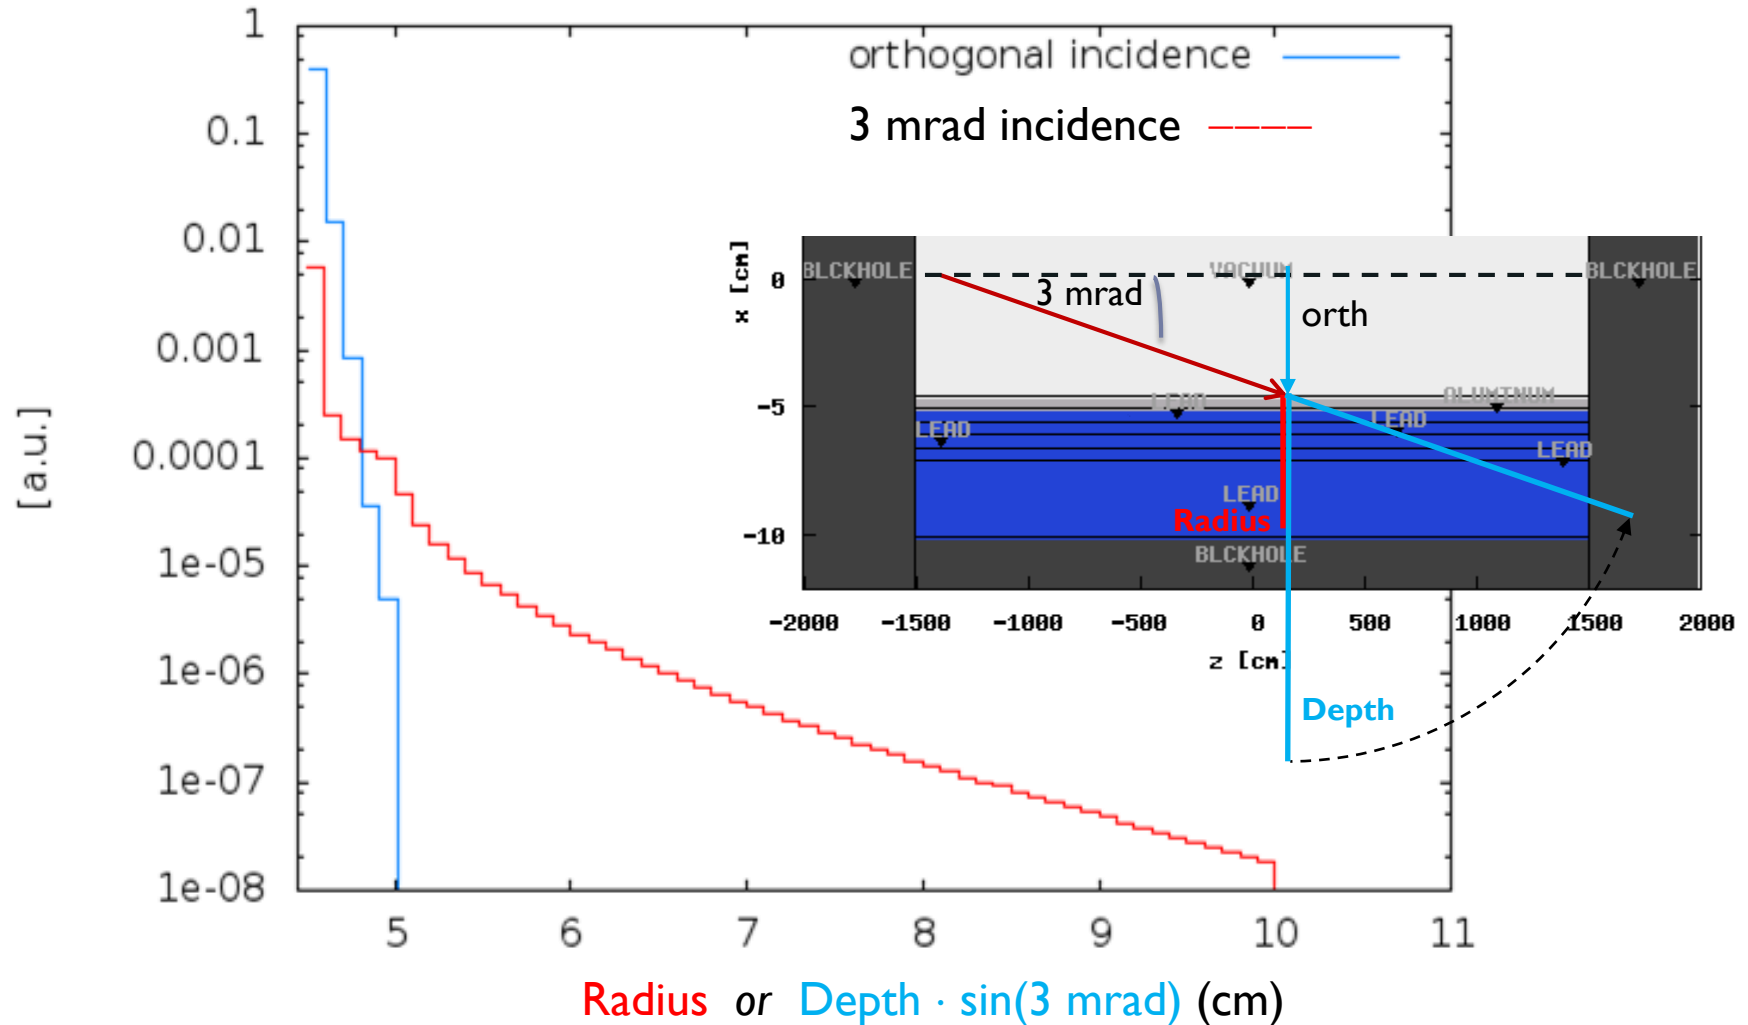 1
orthogonal incidence
0.1
3 mrad incidence
0.01
0.001
0.0001
1e-05
1e-06
1e-07
1e-08
[a.u.]
5 6 7 8 9 10 11
Radius or Depth · sin(3 mrad) (cm)
x [cm]
0
-5
-10
BLCKHOLE VACUUM BLCKHOLE
3 mrad
orth
LEAD ALUMINUM
LEAD LEAD
LEAD
LEAD
Radius
BLCKHOLE
-2000 -1500 -1000 -500 0 500 1000 1500 2000
z [cm]
Depth